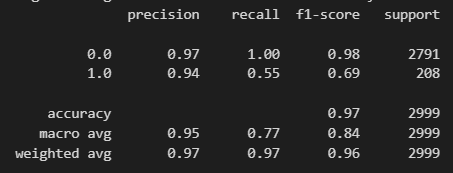 precision recall f1-score support
0.0 0.97 1.00 0.98 2791
1.0 0.94 0.55 0.69 208
accuracy 0.97 2999
macro avg 0.95 0.77 0.84 2999
weighted avg 0.97 0.97 0.96 2999